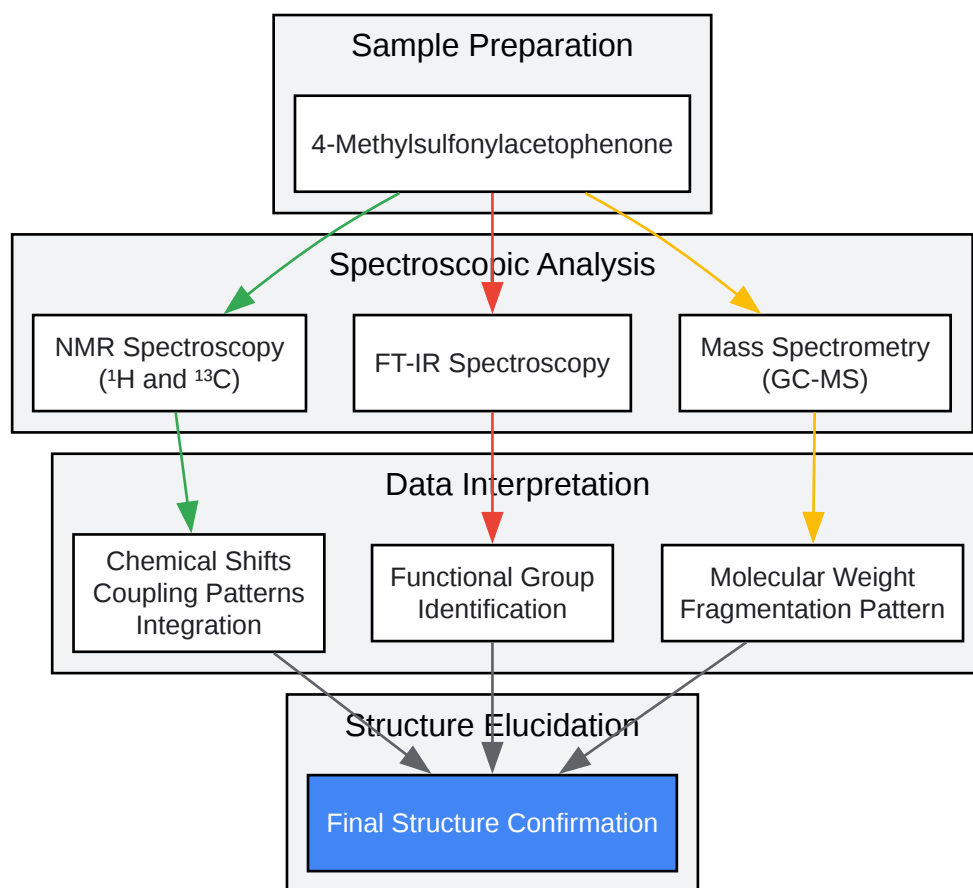 Sample Preparation
4-Methylsulfonylacetophenone
Spectroscopic Analysis
NMR Spectroscopy
(¹H and ¹³C)
FT-IR Spectroscopy
Mass Spectrometry
(GC-MS)
Data Interpretation
Chemical Shifts
Coupling Patterns
Integration
Functional Group
Identification
Molecular Weight
Fragmentation Pattern
Structure Elucidation
Final Structure Confirmation